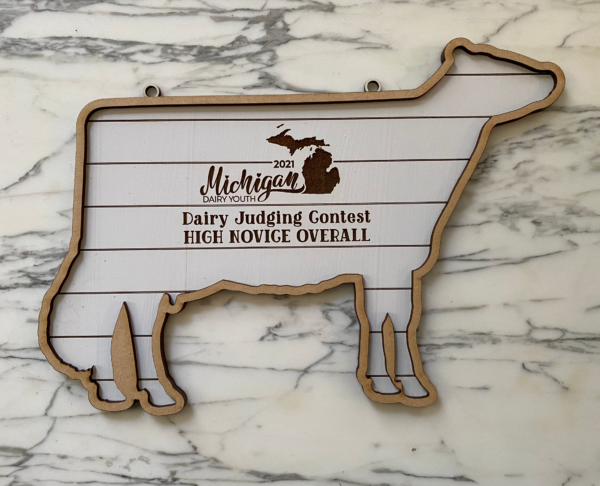 2021
Michigan
DAIRY YOUTH
Dairy Judging Contest
HIGH NOVICE OVERALL